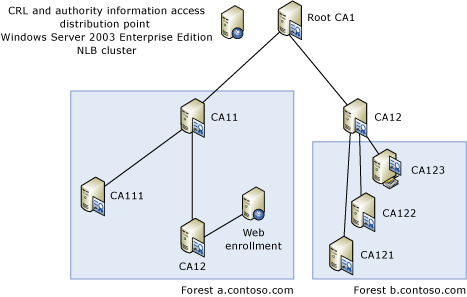 CRL and authority information access
distribution point
Windows Server 2003 Enterprise Edition
NLB cluster
Root CA1
CA11
CA12
CA111
CA123
CA122
Web
enrollment
CA12
CA121
Forest a.contoso.com
Forest b.contoso.com